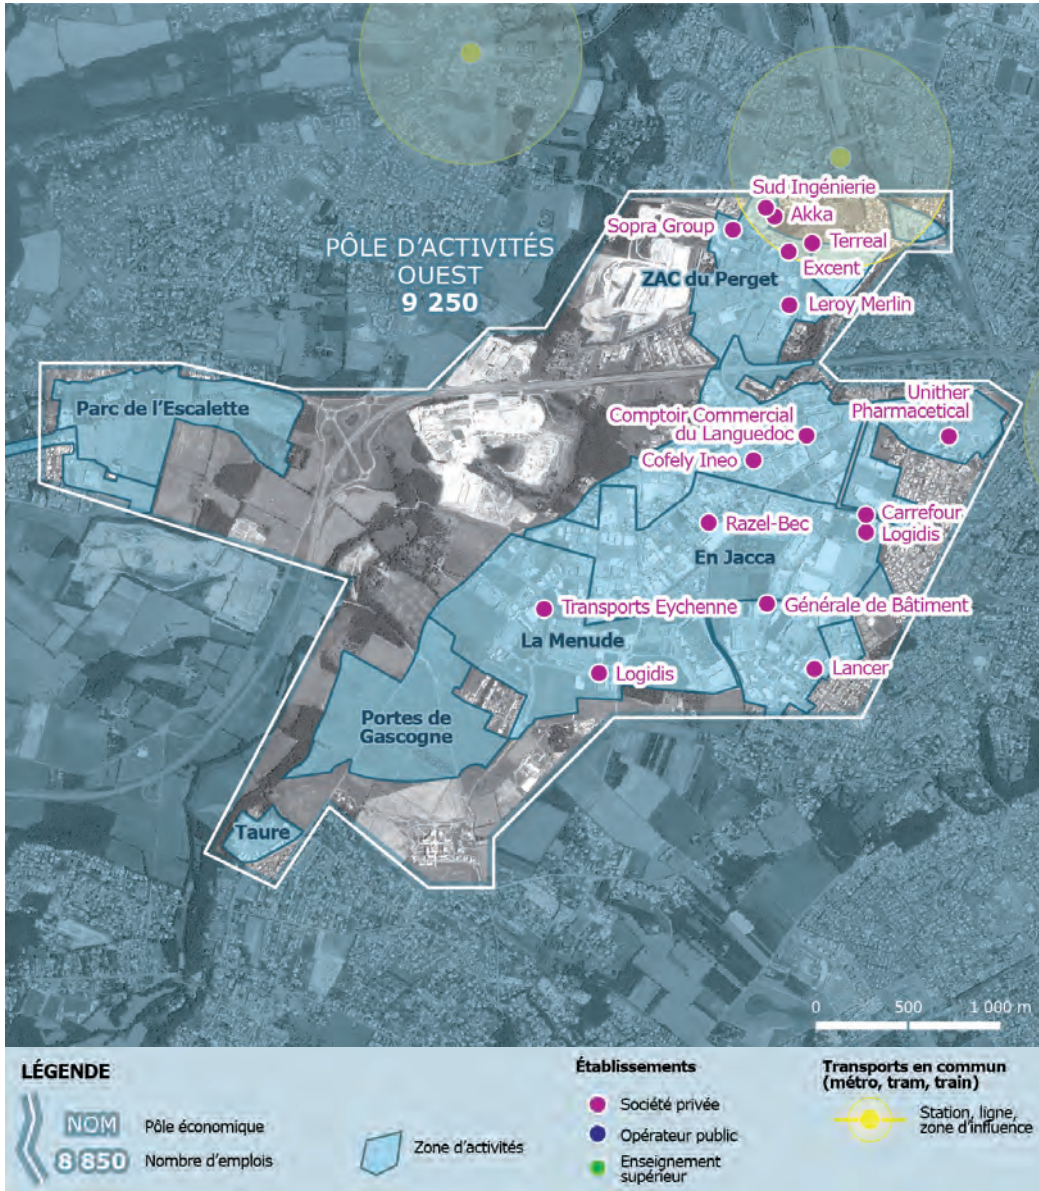 Sud Ingénierie
Akka
Sopra Group
Terreal
PÔLE D'ACTIVITÉS
OUEST
9 250
Excent
ZAC du Perget
Leroy Merlin
Unither
Pharmacetical
Parc de l'Escalette
Comptoir Commercial
du Languedoc
Cofely Ineo
Carrefour
Razel-Bec
Logidis
En Jacca
Transports Eychenne
Générale de Bâtiment
La Menude
Logidis
Lancer
Portes de
Gascogne
Taure
0 500 1 000 m
LÉGENDE
NOM Pôle économique
8 850 Nombre d'emplois
Zone d'activités
Établissements
Société privée
Opérateur public
Enseignement
supérieur
Transports en commun
(métro, tram, train)
Station, ligne,
zone d'influence